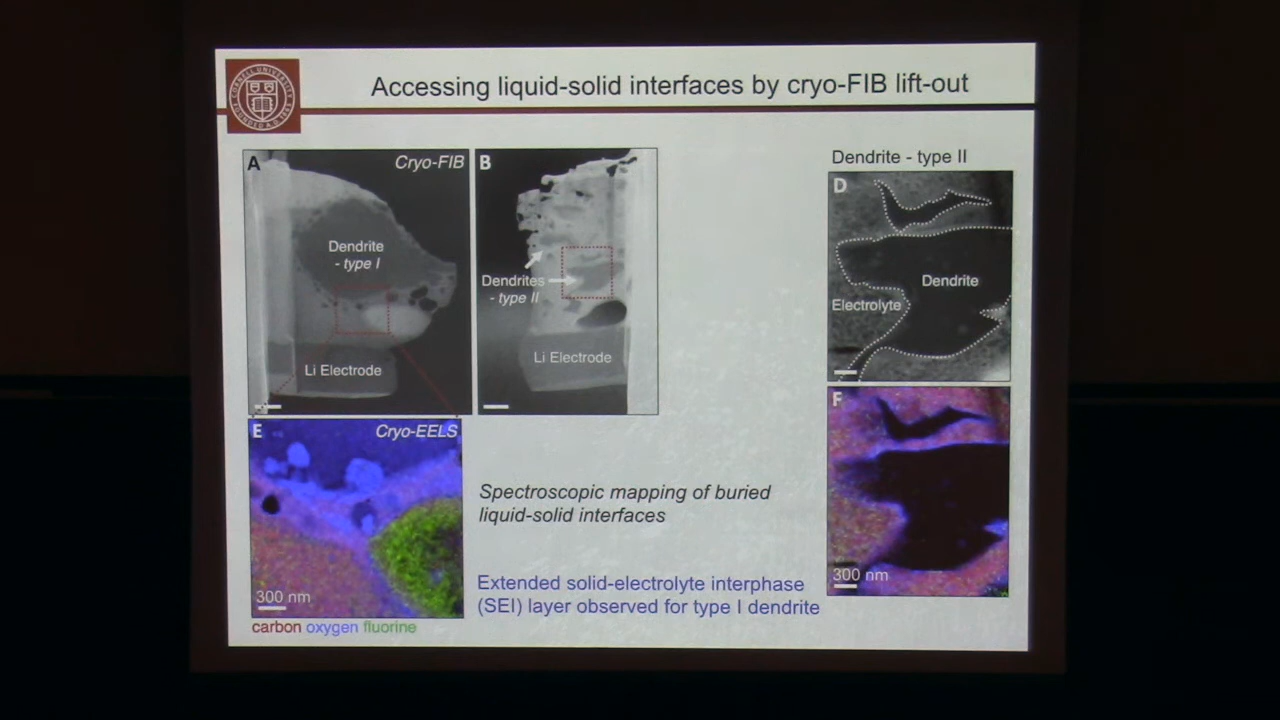 Accessing liquid-solid interfaces by cryo-FIB lift-out
A
Cryo-FIB
Dendrite
- type I
Li Electrode
B
Dendrites
- type II
Li Electrode
Dendrite - type II
D
Dendrite
Electrolyte
E
Cryo-EELS
300 nm
carbon oxygen fluorine
Spectroscopic mapping of buried
liquid-solid interfaces
Extended solid-electrolyte interphase
(SEI) layer observed for type I dendrite
F
300 nm